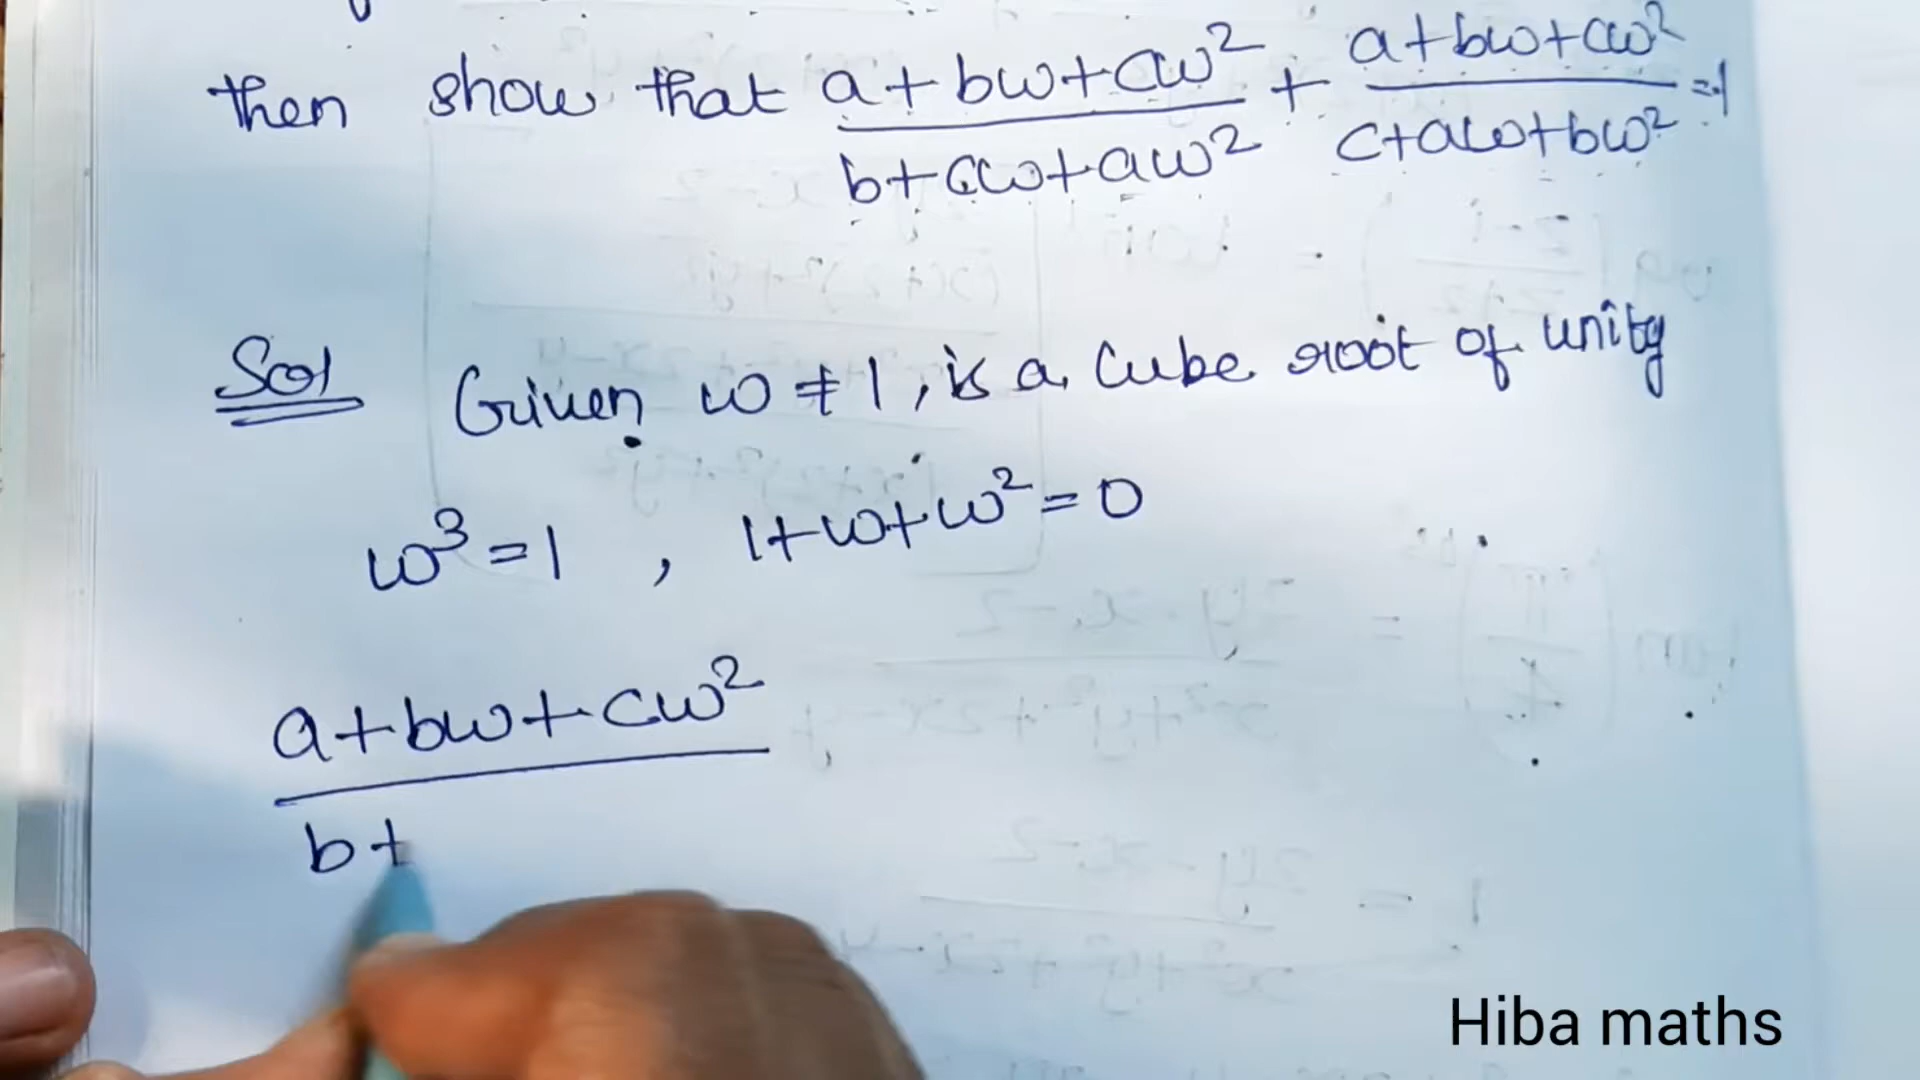 then show that a+bω+cω²/b+cω+aω² + a+bω+cω²/c+aω+bω² = -1
Sol Given ω ≠ 1, is a cube root of unity
ω³ = 1 , 1+ω+ω² = 0
a+bω+cω²
b+
Hiba maths